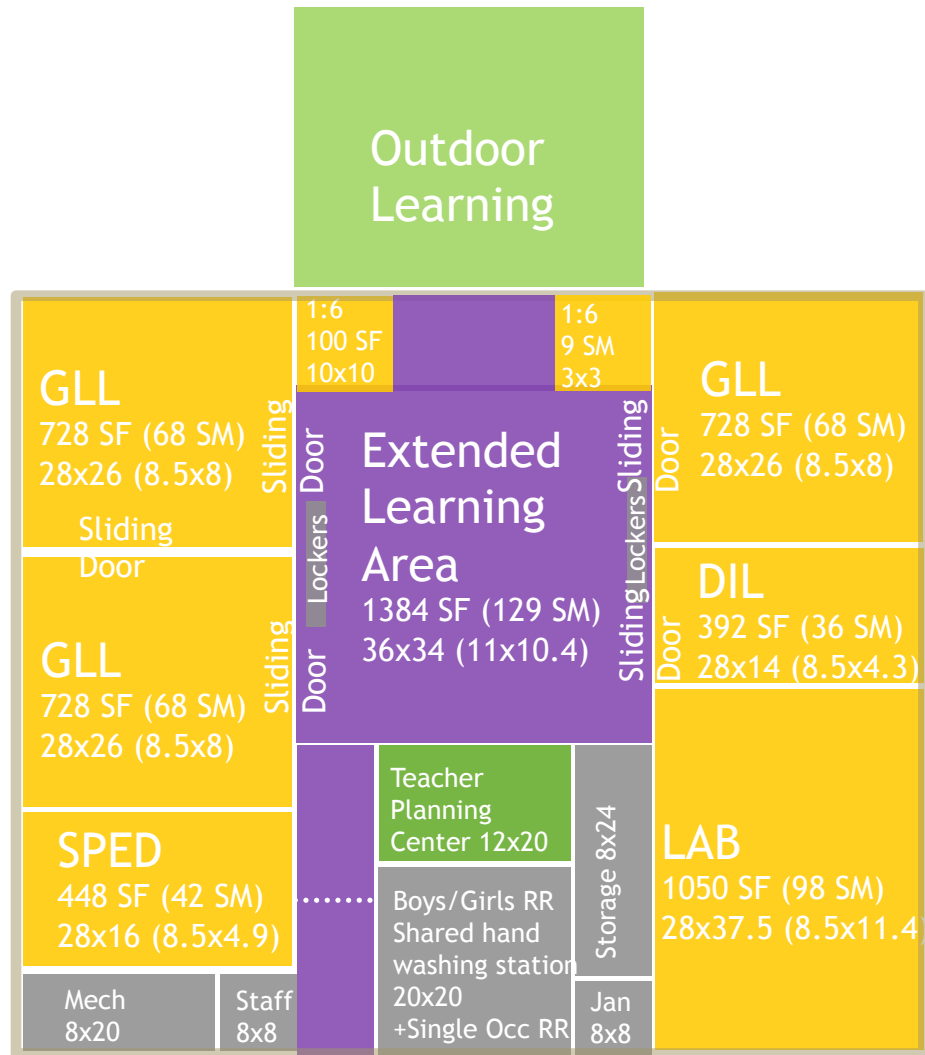 Outdoor
Learning
1:6
100 SF
10x10
1:6
9 SM
3x3
GLL
728 SF (68 SM)
28x26 (8.5x8)
Sliding
Door
Sliding
Door
Extended
Learning
Area
1384 SF (129 SM)
36x34 (11x10.4)
Lockers
Sliding
Door
Lockers
GLL
728 SF (68 SM)
28x26 (8.5x8)
GLL
728 SF (68 SM)
28x26 (8.5x8)
Sliding
Door
Sliding
Door
DIL
392 SF (36 SM)
28x14 (8.5x4.3)
SPED
448 SF (42 SM)
28x16 (8.5x4.9)
Teacher
Planning
Center 12x20
Storage 8x24
LAB
1050 SF (98 SM)
28x37.5 (8.5x11.4)
Boys/Girls RR
Shared hand
washing station
20x20
+Single Occ RR
Mech
8x20
Staff
8x8
Jan
8x8